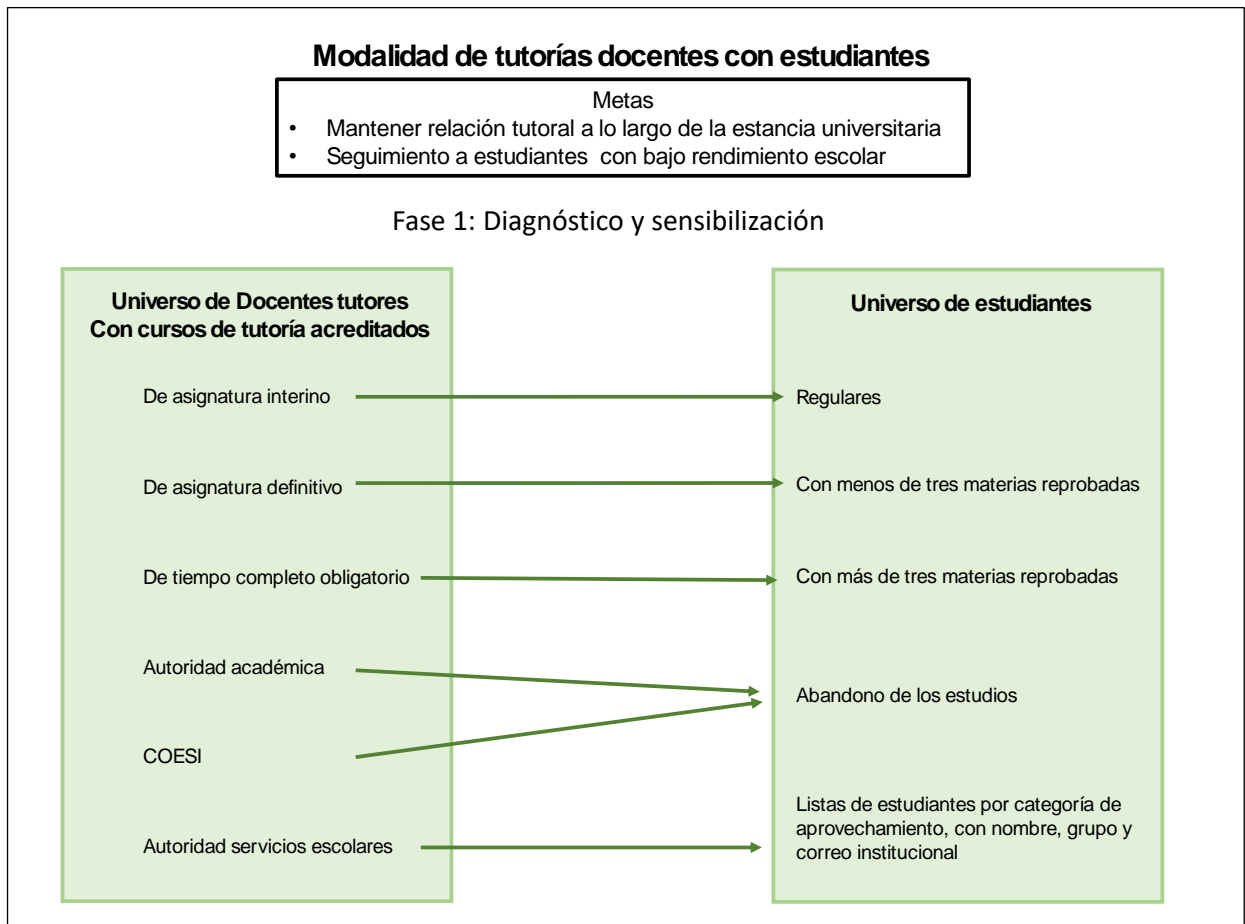 Modalidad de tutorías docentes con estudiantes
Metas
• Mantener relación tutoral a lo largo de la estancia universitaria
• Seguimiento a estudiantes con bajo rendimiento escolar
Fase 1: Diagnóstico y sensibilización
Universo de Docentes tutores
Con cursos de tutoría acreditados
De asignatura interino
De asignatura definitivo
De tiempo completo obligatorio
Autoridad académica
COESI
Autoridad servicios escolares
Universo de estudiantes
Regulares
Con menos de tres materias reprobadas
Con más de tres materias reprobadas
Abandono de los estudios
Listas de estudiantes por categoría de
aprovechamiento, con nombre, grupo y
correo institucional